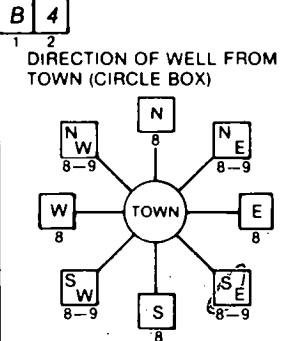 B 4
1 2
DIRECTION OF WELL FROM
TOWN (CIRCLE BOX)
N
8
N W
8-9
N E
8-9
W
8
TOWN
E
8
S W
8-9
S
8
S E
8-9